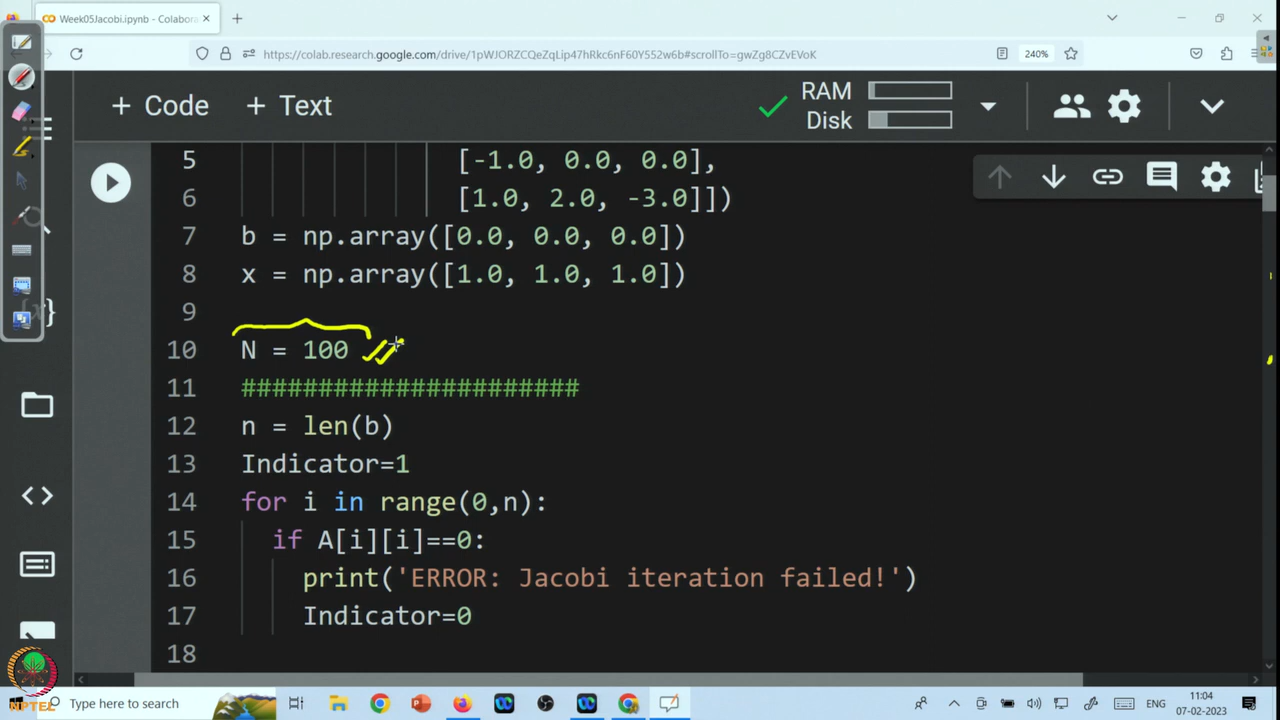 Week05Jacobi.ipynb - Colabora
https://colab.research.google.com/drive/1pWJORZCQeZqLip47hRkc6nF60Y552w6b#scrollTo=gwZg8CZvEVoK
240%
+ Code + Text
RAM
Disk
5 [-1.0, 0.0, 0.0],
6 [1.0, 2.0, -3.0]])
7 b = np.array([0.0, 0.0, 0.0])
8 x = np.array([1.0, 1.0, 1.0])
9
10 N = 100
11 ######################
12 n = len(b)
13 Indicator=1
14 for i in range(0,n):
15 if A[i][i]==0:
16 print('ERROR: Jacobi iteration failed!')
17 Indicator=0
18
NPTEL
Type here to search
ENG
11:04
07-02-2023